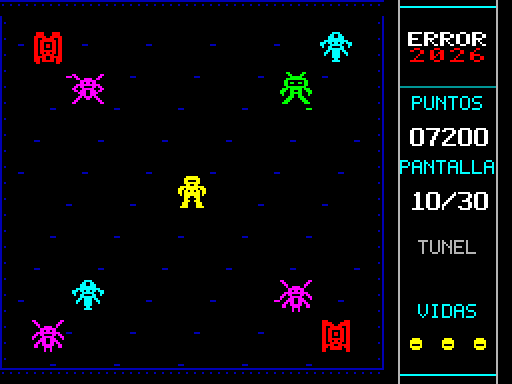 ERROR
2026
PUNTOS
07200
PANTALLA
10/30
TUNEL
VIDAS